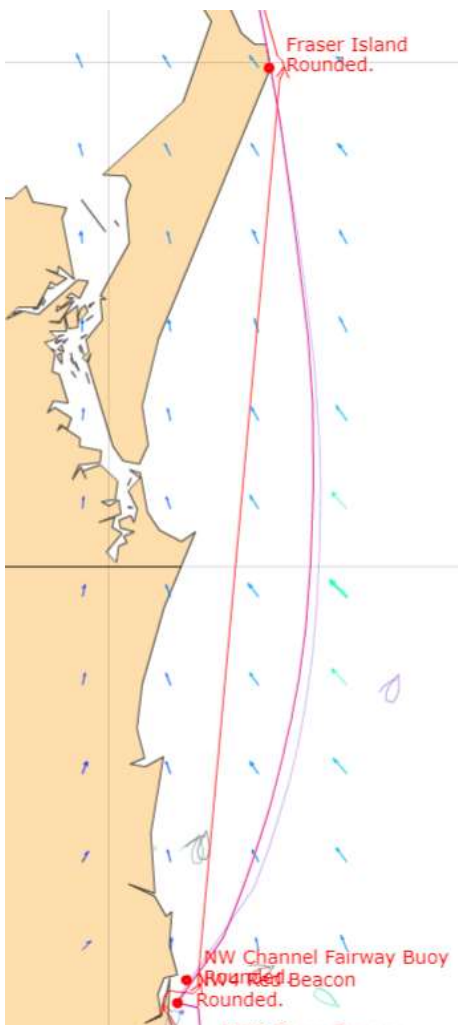 Fraser Island
Rounded.
NW Channel Fairway Buoy
Rounded.
NW4 Red Beacon
Rounded.